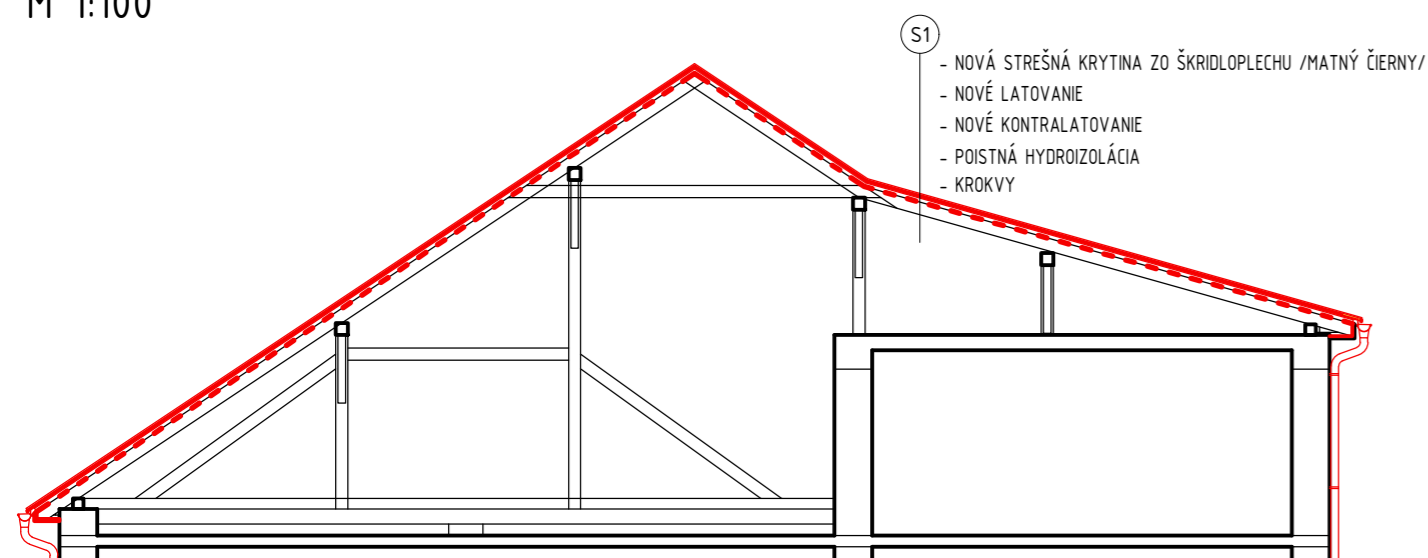 M 1:100
S1
- NOVÁ STREŠNÁ KRYTINA ZO ŠKRIDLOPLECHU /MATNÝ ČIERNY/
- NOVÉ LATOVANIE
- NOVÉ KONTRALATOVANIE
- POISTNÁ HYDROIZOLÁCIA
- KROKVY